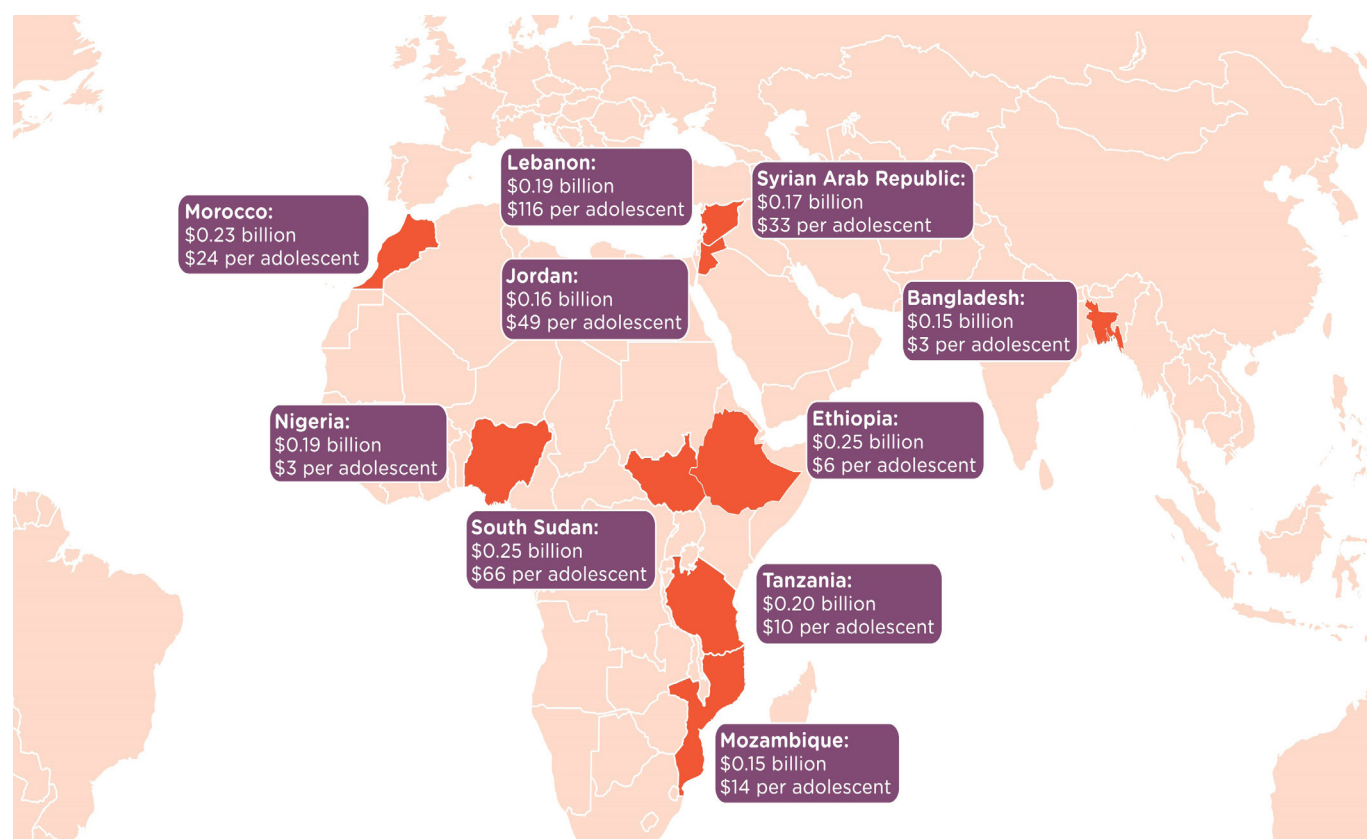 Lebanon:
$0.19 billion
$116 per adolescent
Syrian Arab Republic:
$0.17 billion
$33 per adolescent
Morocco:
$0.23 billion
$24 per adolescent
Jordan:
$0.16 billion
$49 per adolescent
Bangladesh:
$0.15 billion
$3 per adolescent
Nigeria:
$0.19 billion
$3 per adolescent
Ethiopia:
$0.25 billion
$6 per adolescent
South Sudan:
$0.25 billion
$66 per adolescent
Tanzania:
$0.20 billion
$10 per adolescent
Mozambique:
$0.15 billion
$14 per adolescent